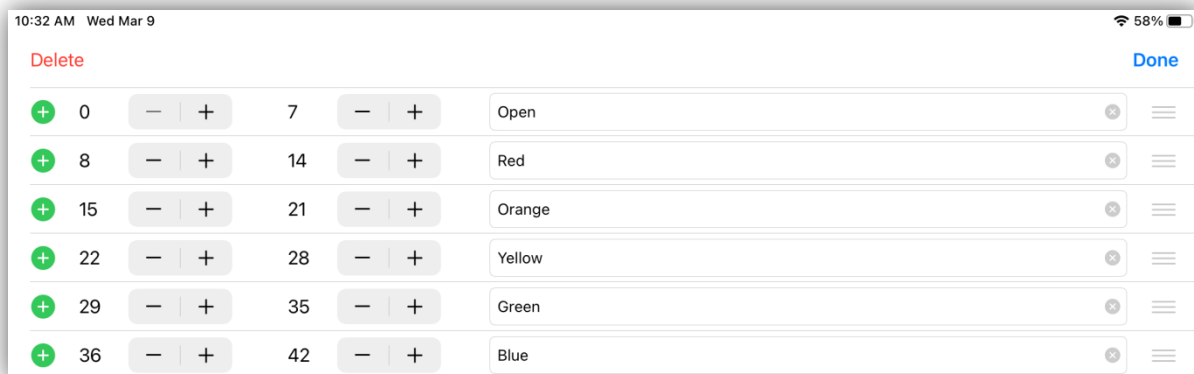 10:32 AM Wed Mar 9 58%
Delete Done
0 − + 7 − + Open
8 − + 14 − + Red
15 − + 21 − + Orange
22 − + 28 − + Yellow
29 − + 35 − + Green
36 − + 42 − + Blue